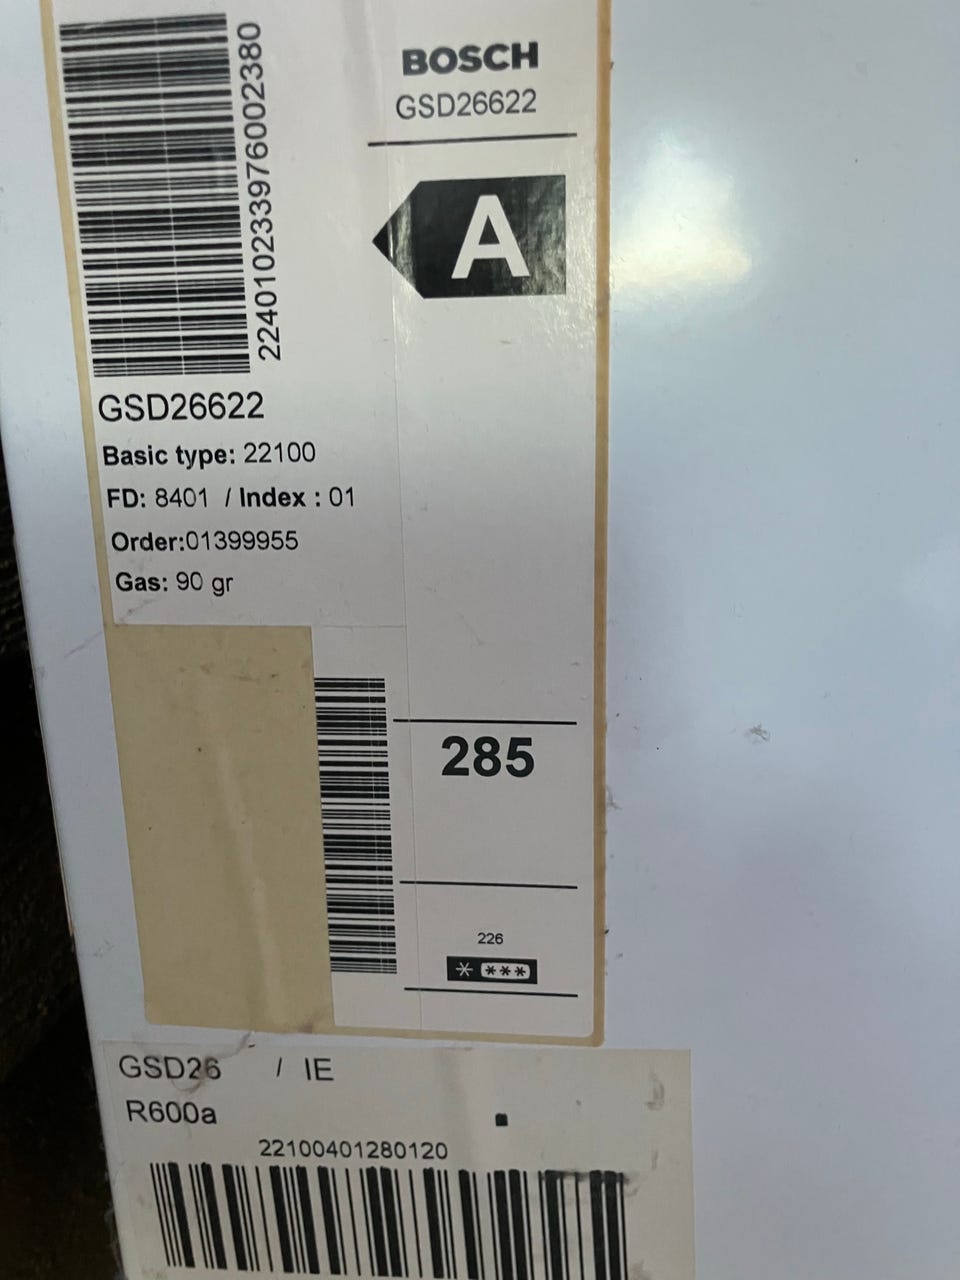 2240102339760002380
BOSCH
GSD26622
A
GSD26622
Basic type: 22100
FD: 8401 / Index : 01
Order:01399955
Gas: 90 gr
285
226
* ***
GSD26 / IE
R600a
22100401280120